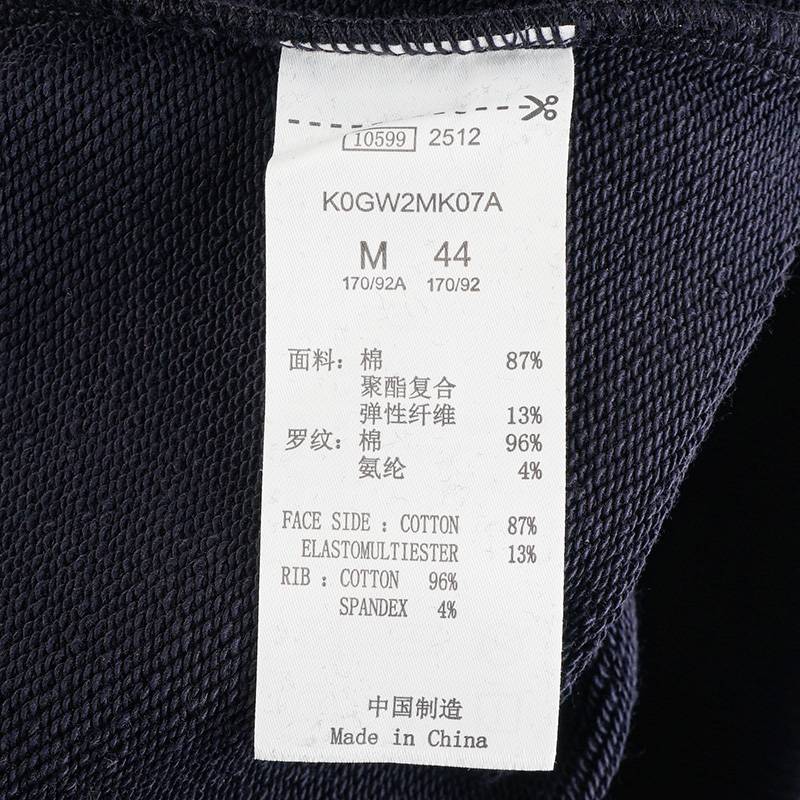 10599 2512
K0GW2MK07A
M 44
170/92A 170/92
面料：棉 87%
聚酯复合
弹性纤维 13%
罗纹：棉 96%
氨纶 4%
FACE SIDE : COTTON 87%
ELASTOMULTIESTER 13%
RIB : COTTON 96%
SPANDEX 4%
中国制造
Made in China